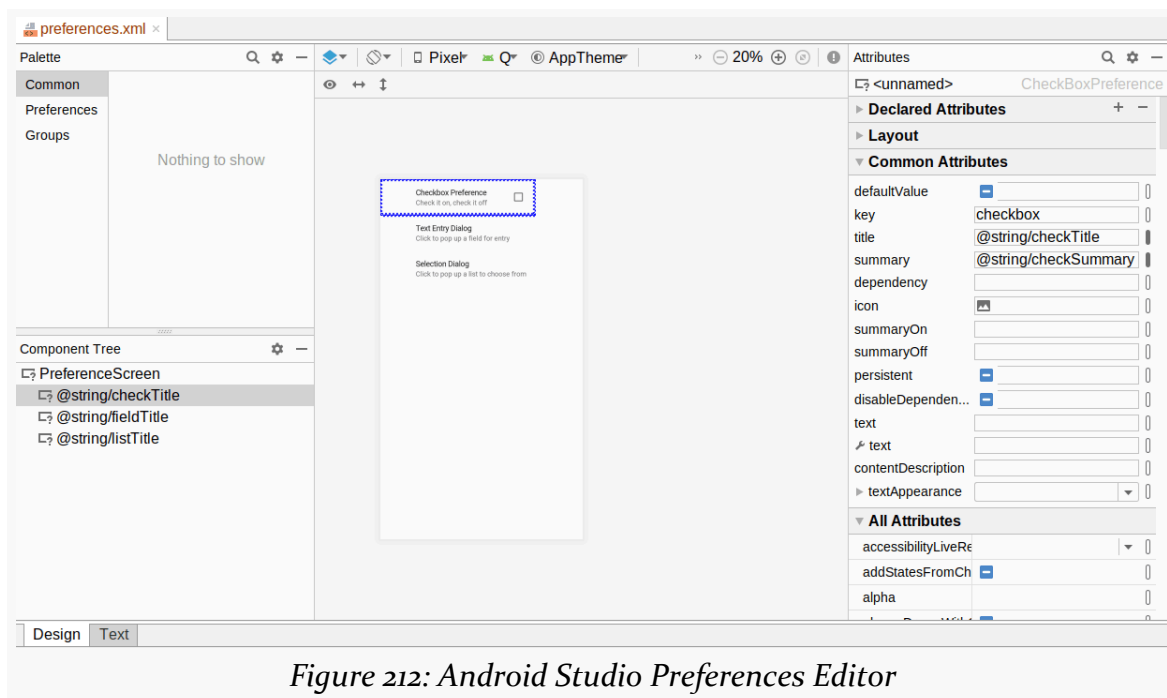 preferences.xml ×
Palette
Pixel Q AppTheme » 20%
Attributes
Common
Preferences
Groups
Nothing to show
<unnamed> CheckBoxPreference
Declared Attributes + −
Layout
Common Attributes
defaultValue
key checkbox
title @string/checkTitle
summary @string/checkSummary
dependency
icon
summaryOn
summaryOff
persistent
disableDependen...
text
text
contentDescription
textAppearance
All Attributes
accessibilityLiveRe
addStatesFromCh
alpha
Checkbox Preference
Check it on, check it off
Text Entry Dialog
Click to pop up a field for entry
Selection Dialog
Click to pop up a list to choose from
Component Tree
PreferenceScreen
@string/checkTitle
@string/fieldTitle
@string/listTitle
Design Text
Figure 212: Android Studio Preferences Editor